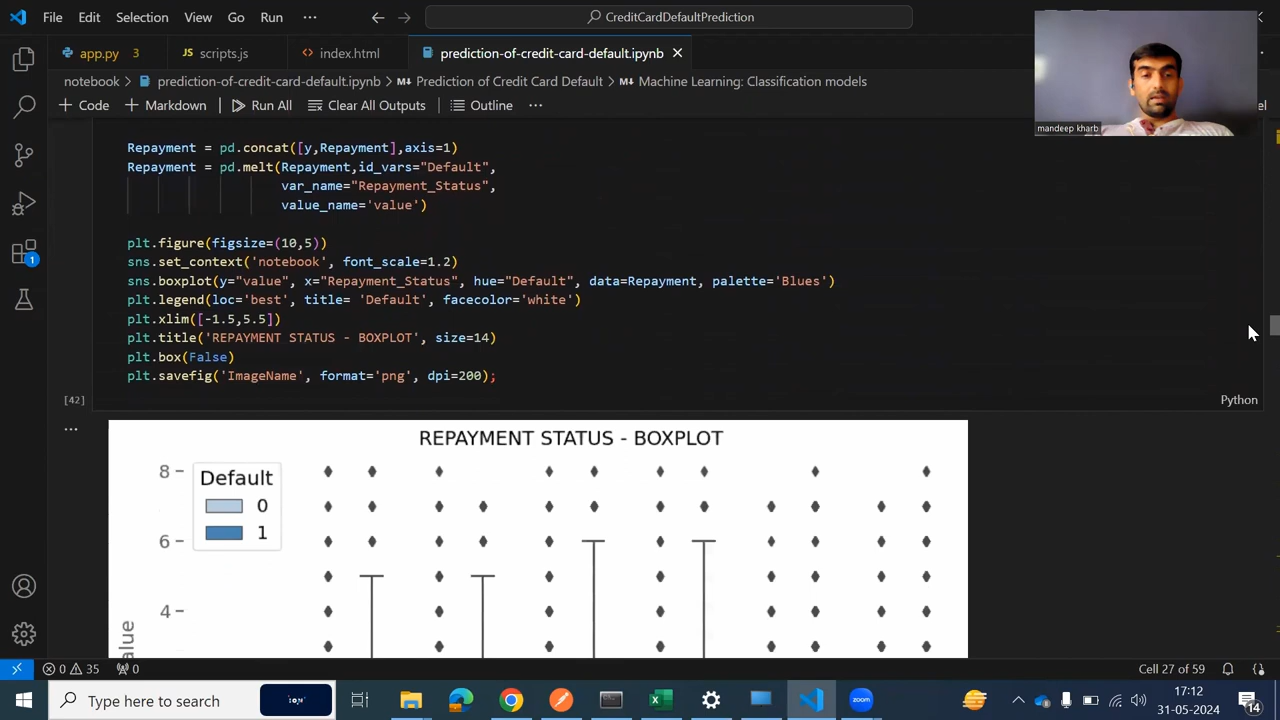 File Edit Selection View Go Run ··· CreditCardDefaultPrediction
app.py 3 JS scripts.js <> index.html prediction-of-credit-card-default.ipynb
notebook > prediction-of-credit-card-default.ipynb > M↓ Prediction of Credit Card Default > M↓ Machine Learning: Classification models
+ Code + Markdown Run All Clear All Outputs Outline ···
mandeep kharb
Repayment = pd.concat([y,Repayment],axis=1)
Repayment = pd.melt(Repayment,id_vars="Default",
var_name="Repayment_Status",
value_name='value')
plt.figure(figsize=(10,5))
sns.set_context('notebook', font_scale=1.2)
sns.boxplot(y="value", x="Repayment_Status", hue="Default", data=Repayment, palette='Blues')
plt.legend(loc='best', title= 'Default', facecolor='white')
plt.xlim([-1.5,5.5])
plt.title('REPAYMENT STATUS - BOXPLOT', size=14)
plt.box(False)
plt.savefig('ImageName', format='png', dpi=200);
[42] Python
REPAYMENT STATUS - BOXPLOT
Default
0
1
8
6
4
1
0 35 0 Cell 27 of 59
Type here to search
17:12
31-05-2024
14